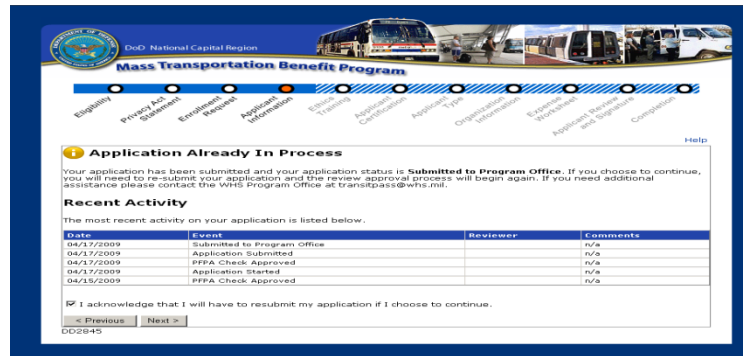 DEPARTMENT OF DEFENSE
UNITED STATES OF AMERICA
DoD National Capital Region
Mass Transportation Benefit Program
Eligibility
Privacy Act
Statement
Enrollment
Request
Applicant
Information
Ethics
Training
Applicant
Certification
Applicant
Type
Organization
Information
Expense
Worksheet
Applicant Review
and Signature
Completion
Help
Application Already In Process
Your application has been submitted and your application status is Submitted to Program Office. If you choose to continue,
you will need to re-submit your application and the review approval process will begin again. If you need additional
assistance please contact the WHS Program Office at transitpass@whs.mil.
Recent Activity
The most recent activity on your application is listed below.
Date Event Reviewer Comments
04/17/2009 Submitted to Program Office n/a
04/17/2009 Application Submitted n/a
04/17/2009 PFPA Check Approved n/a
04/17/2009 Application Started n/a
04/15/2009 PFPA Check Approved n/a
I acknowledge that I will have to resubmit my application if I choose to continue.
< Previous Next >
DD2845